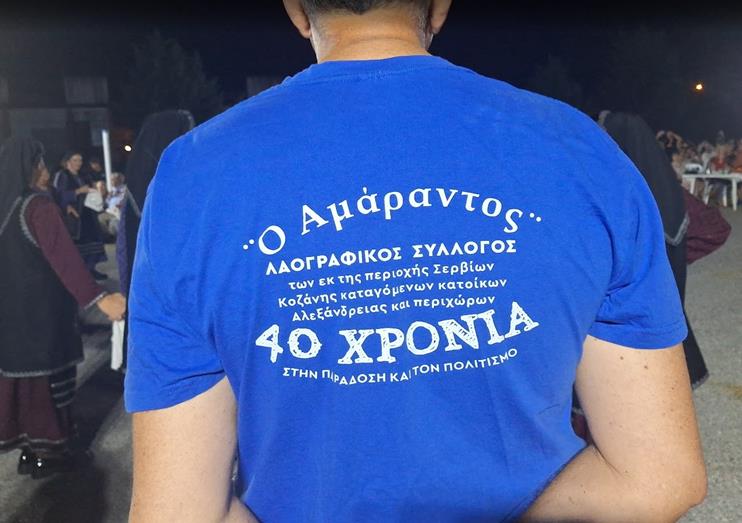 ¨Ο Αμάραντος¨
ΛΑΟΓΡΑΦΙΚΟΣ ΣΥΛΛΟΓΟΣ
των εκ της περιοχής Σερβίων
Κοζάνης καταγόμενων κατοίκων
Αλεξάνδρειας και περιχώρων
40 ΧΡΟΝΙΑ
ΣΤΗΝ ΠΑΡΑΔΟΣΗ ΚΑΙ ΤΟΝ ΠΟΛΙΤΙΣΜΟ